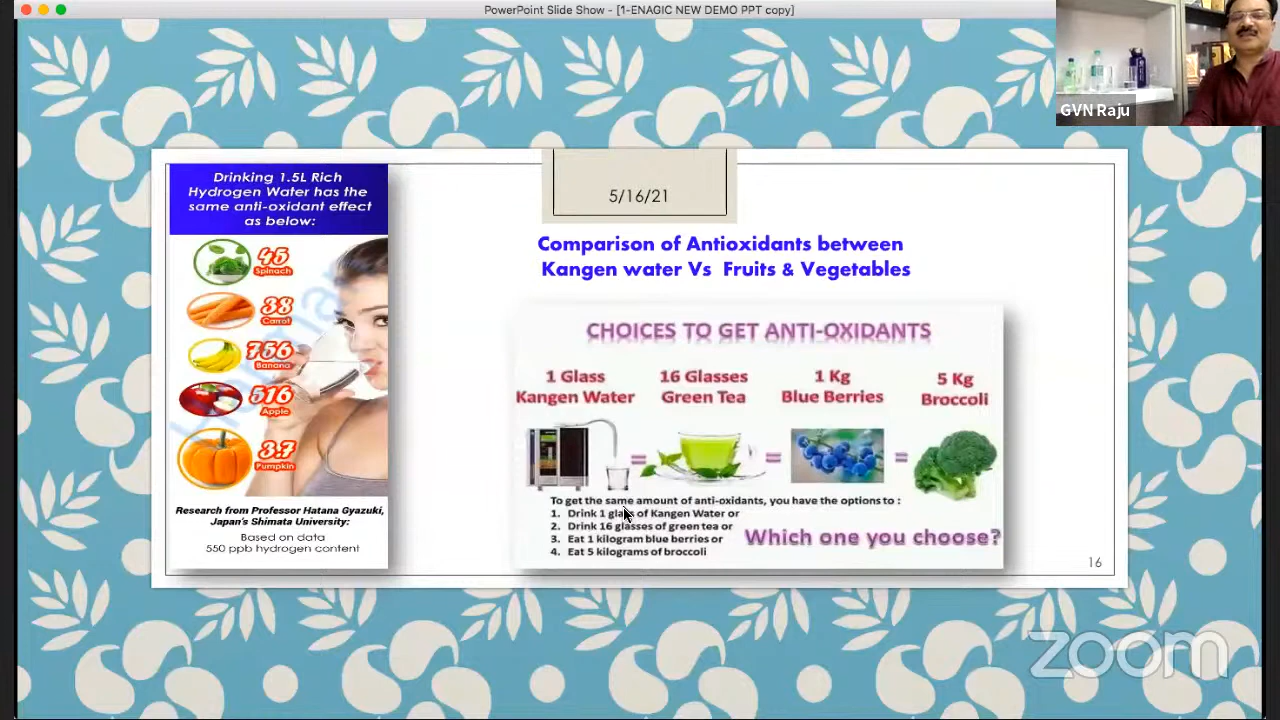 PowerPoint Slide Show - [1-ENAGIC NEW DEMO PPT copy]
GVN Raju
Drinking 1.5L Rich
Hydrogen Water has the
same anti-oxidant effect
as below:
45
Spinach
38
Carrot
756
Banana
516
Apple
3.7
Pumpkin
Research from Professor Hatana Gyazuki,
Japan's Shimata University:
Based on data
550 ppb hydrogen content
5/16/21
Comparison of Antioxidants between
Kangen water Vs Fruits & Vegetables
CHOICES TO GET ANTI-OXIDANTS
1 Glass
Kangen Water
16 Glasses
Green Tea
1 Kg
Blue Berries
5 Kg
Broccoli
= = =
To get the same amount of anti-oxidants, you have the options to :
1. Drink 1 glass of Kangen Water or
2. Drink 16 glasses of green tea or
3. Eat 1 kilogram blue berries or
4. Eat 5 kilograms of broccoli
Which one you choose?
16
zoom